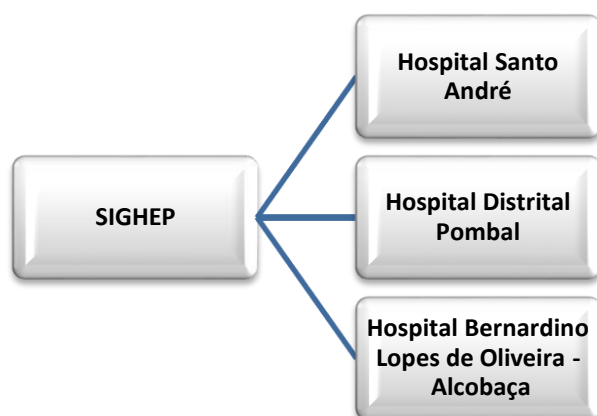 SIGHEP
Hospital Santo
André
Hospital Distrital
Pombal
Hospital Bernardino
Lopes de Oliveira -
Alcobaça